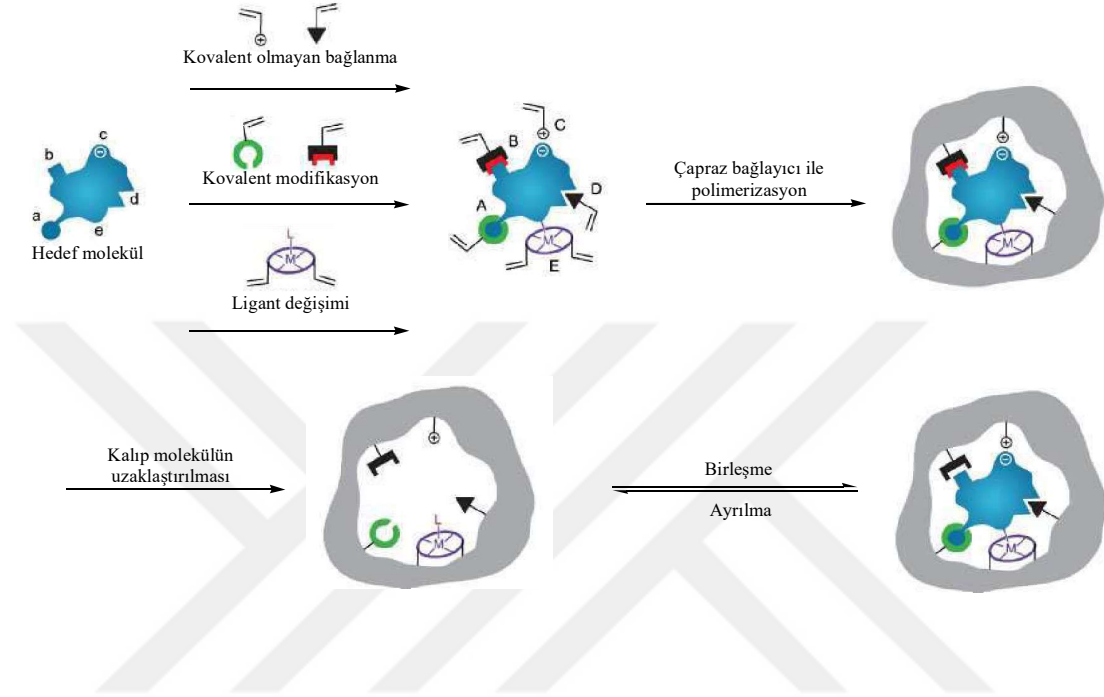 Kovalent olmayan bağlanma
c
b
a
d
e
Hedef molekül
Kovalent modifikasyon
L
M
Ligant değişimi
B
C
D
A
M
E
Çapraz bağlayıcı ile
polimerizasyon
M
Kalıp molekülün
uzaklaştırılması
L
M
Birleşme
Ayrılma
M